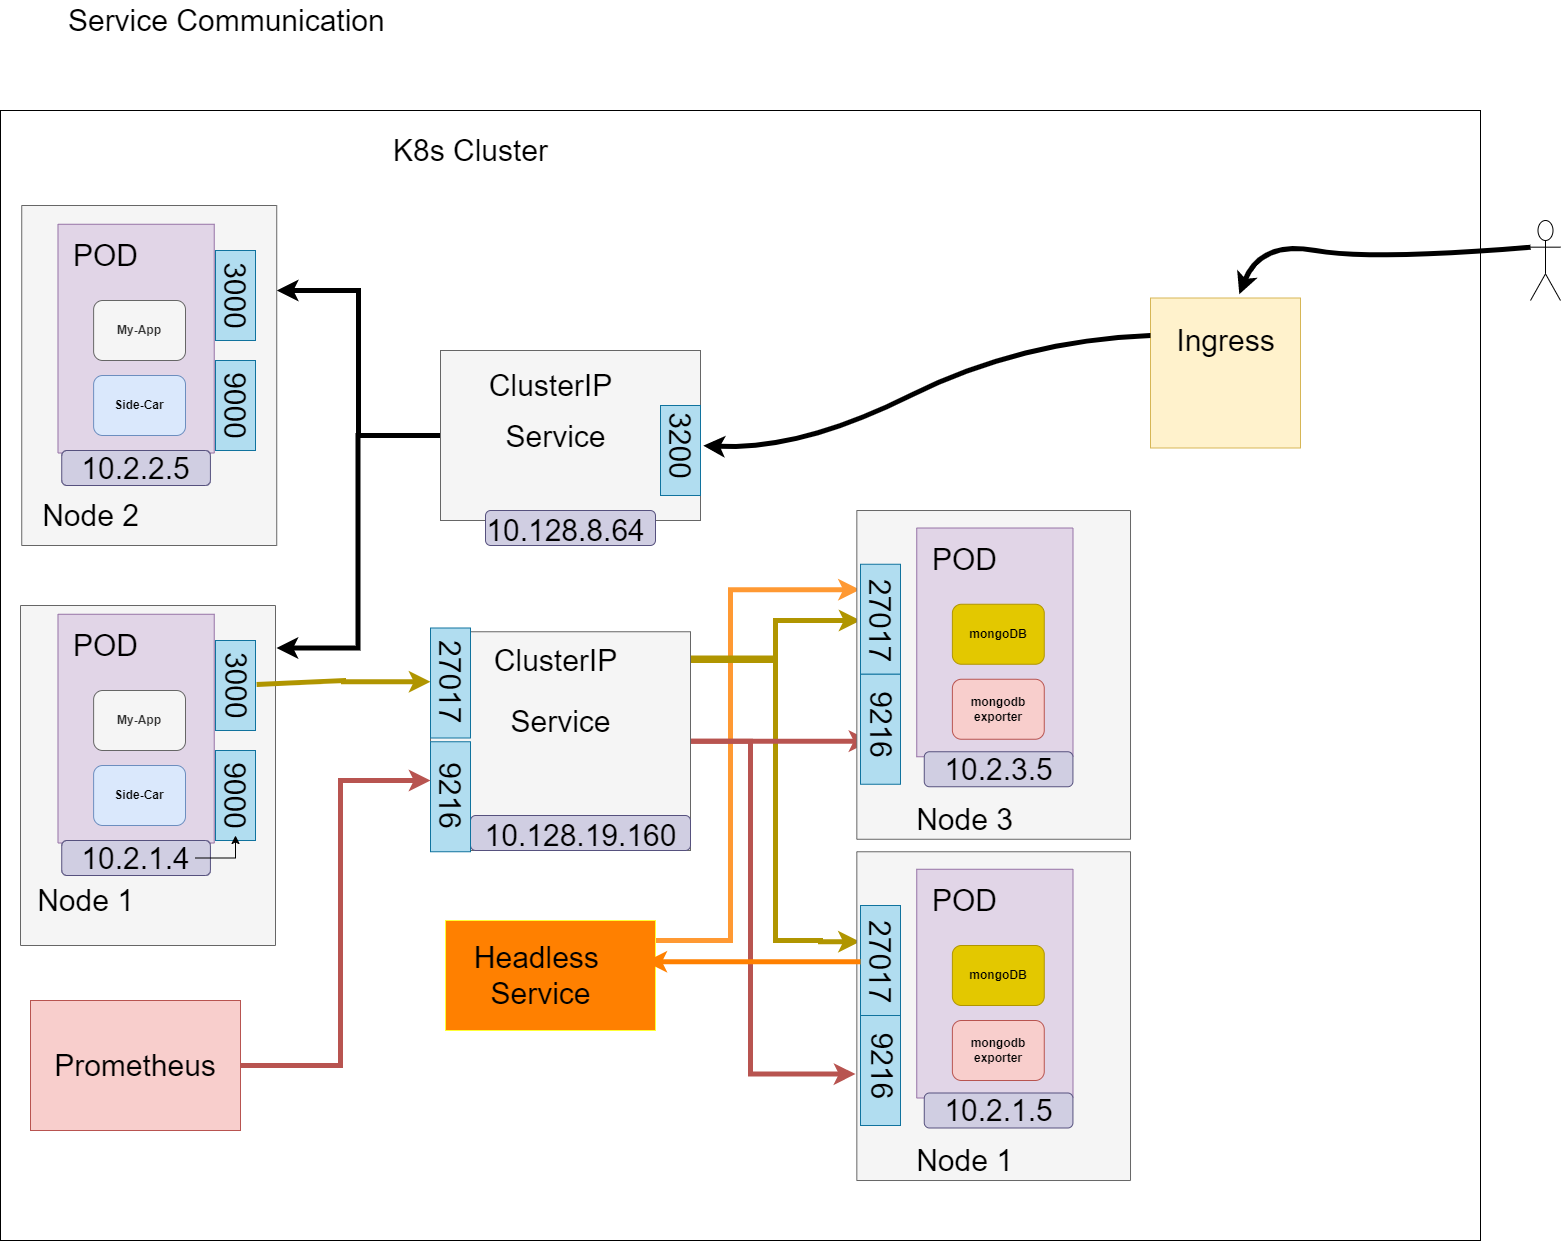 Service Communication
K8s Cluster
POD
3000
My-App
9000
Side-Car
10.2.2.5
Node 2
ClusterIP
Service
3200
10.128.8.64
Ingress
POD
3000
My-App
9000
Side-Car
10.2.1.4
Node 1
27017
ClusterIP
Service
9216
10.128.19.160
POD
27017
mongoDB
9216
mongodb
exporter
10.2.3.5
Node 3
Headless
Service
Prometheus
POD
27017
mongoDB
9216
mongodb
exporter
10.2.1.5
Node 1